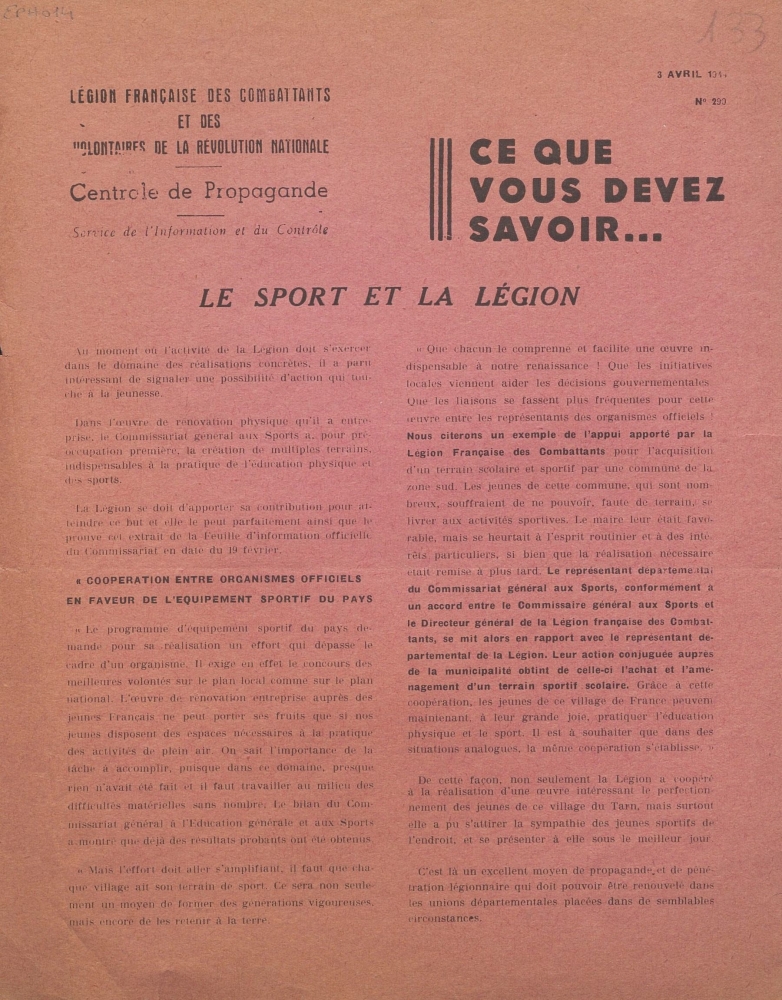 EPH614
133
3 AVRIL 194
N° 290
LÉGION FRANÇAISE DES COMBATTANTS
ET DES
VOLONTAIRES DE LA RÉVOLUTION NATIONALE
Centrale de Propagande
Service de l'Information et du Contrôle
CE QUE
VOUS DEVEZ
SAVOIR...
LE SPORT ET LA LÉGION
Au moment où l'activité de la Légion doit s'exercer
dans le domaine des réalisations concrètes, il a paru
intéressant de signaler une possibilité d'action qui tou-
che à la jeunesse.
Dans l'œuvre de rénovation physique qu'il a entre-
prise, le Commissariat général aux Sports a, pour pré-
occupation première, la création de multiples terrains,
indispensables à la pratique de l'éducation physique et
des sports.
La Légion se doit d'apporter sa contribution pour at-
teindre ce but et elle le peut parfaitement ainsi que le
prouve cet extrait de la Feuille d'information officielle
du Commissariat en date du 19 février.
« COOPERATION ENTRE ORGANISMES OFFICIELS
EN FAVEUR DE L'EQUIPEMENT SPORTIF DU PAYS
« Le programme d'équipement sportif du pays de-
mande pour sa réalisation un effort qui dépasse le
cadre d'un organisme. Il exige en effet le concours des
meilleures volontés sur le plan local comme sur le plan
national. L'œuvre de rénovation entreprise auprès des
jeunes Français ne peut porter ses fruits que si nos
jeunes disposent des espaces nécessaires à la pratique
des activités de plein air. On sait l'importance de la
tâche à accomplir, puisque dans ce domaine, presque
rien n'avait été fait et il faut travailler au milieu des
difficultés matérielles sans nombre. Le bilan du Com-
missariat général à l'Education générale et aux Sports
a montré que déjà des résultats probants ont été obtenus.
« Mais l'effort doit aller s'amplifiant, il faut que cha-
que village ait son terrain de sport. Ce sera non seule-
ment un moyen de former des générations vigoureuses,
mais encore de les retenir à la terre.
« Que chacun le comprenne et facilite une œuvre in-
dispensable à notre renaissance ! Que les initiatives
locales viennent aider les décisions gouvernementales.
Que les liaisons se fassent plus fréquentes pour cette
œuvre entre les représentants des organismes officiels !
Nous citerons un exemple de l'appui apporté par la
Légion Française des Combattants pour l'acquisition
d'un terrain scolaire et sportif par une commune de la
zone sud. Les jeunes de cette commune, qui sont nom-
breux, souffraient de ne pouvoir, faute de terrain, se
livrer aux activités sportives. Le maire leur était favo-
rable, mais se heurtait à l'esprit routinier et à des inté-
rêts particuliers, si bien que la réalisation nécessaire
était remise à plus tard. Le représentant départemental
du Commissariat général aux Sports, conformément à
un accord entre le Commissaire général aux Sports et
le Directeur général de la Légion française des Combat-
tants, se mit alors en rapport avec le représentant dé-
partemental de la Légion. Leur action conjuguée auprès
de la municipalité obtint de celle-ci l'achat et l'amé-
nagement d'un terrain sportif scolaire. Grâce à cette
coopération, les jeunes de ce village de France peuvent
maintenant, à leur grande joie, pratiquer l'éducation
physique et le sport. Il est à souhaiter que dans des
situations analogues, la même coopération s'établisse. »
De cette façon, non seulement la Légion a coopéré
à la réalisation d'une œuvre intéressant le perfection-
nement des jeunes de ce village du Tarn, mais surtout
elle a pu s'attirer la sympathie des jeunes sportifs de
l'endroit, et se présenter à elle sous le meilleur jour.
C'est là un excellent moyen de propagande et de péné-
tration légionnaire qui doit pouvoir être renouvelé dans
les unions départementales placées dans de semblables
circonstances.